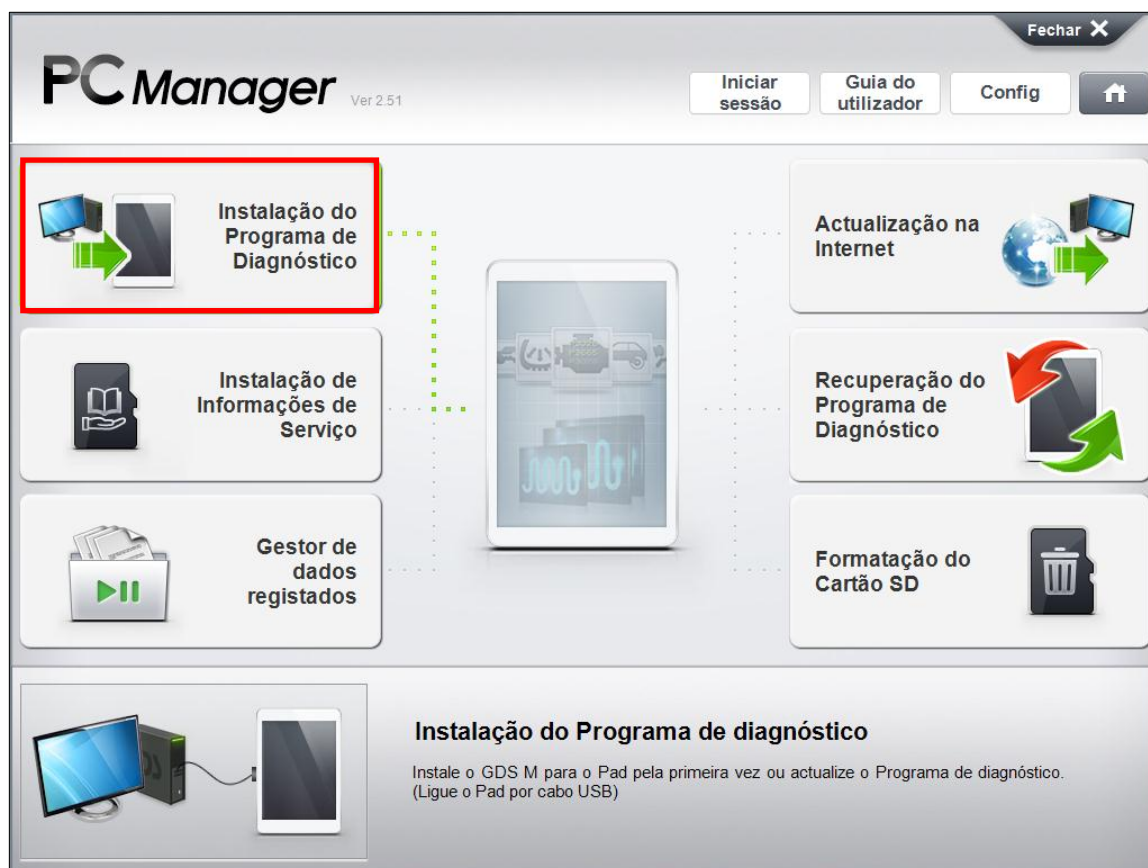 Fechar
PC Manager Ver 2.51
Iniciar
sessão
Guia do
utilizador
Config
Instalação do
Programa de
Diagnóstico
Actualização na
Internet
Instalação de
Informações de
Serviço
Recuperação do
Programa de
Diagnóstico
Gestor de
dados
registados
Formatação do
Cartão SD
Instalação do Programa de diagnóstico
Instale o GDS M para o Pad pela primeira vez ou actualize o Programa de diagnóstico.
(Ligue o Pad por cabo USB)